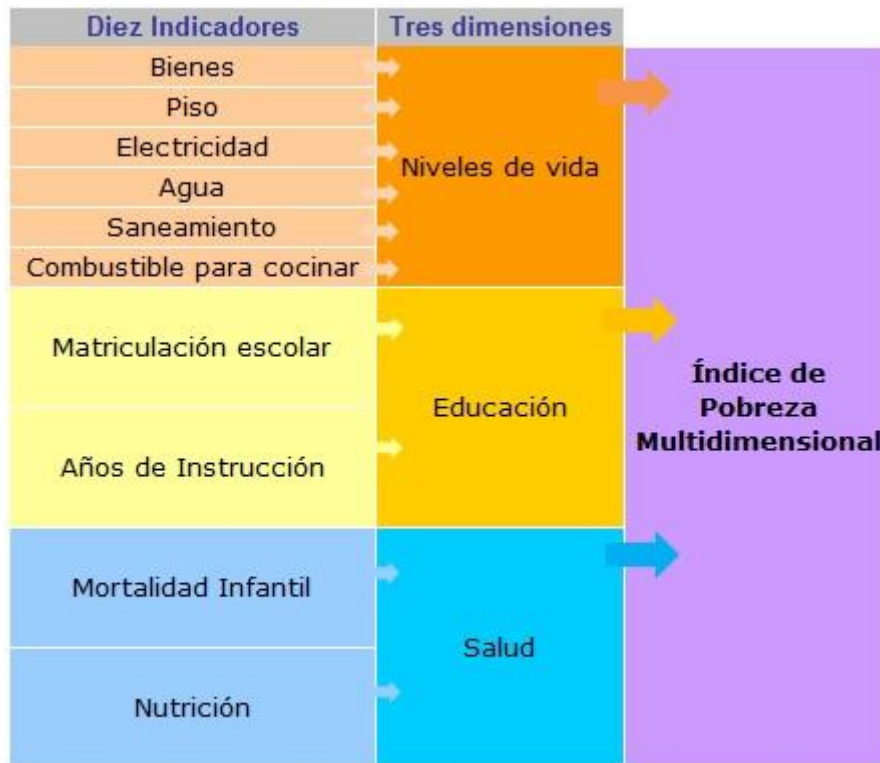 Diez Indicadores
Tres dimensiones
Bienes
Piso
Electricidad
Agua
Saneamiento
Combustible para cocinar
Niveles de vida
Matriculación escolar
Años de Instrucción
Educación
Mortalidad Infantil
Nutrición
Salud
Índice de
Pobreza
Multidimensional